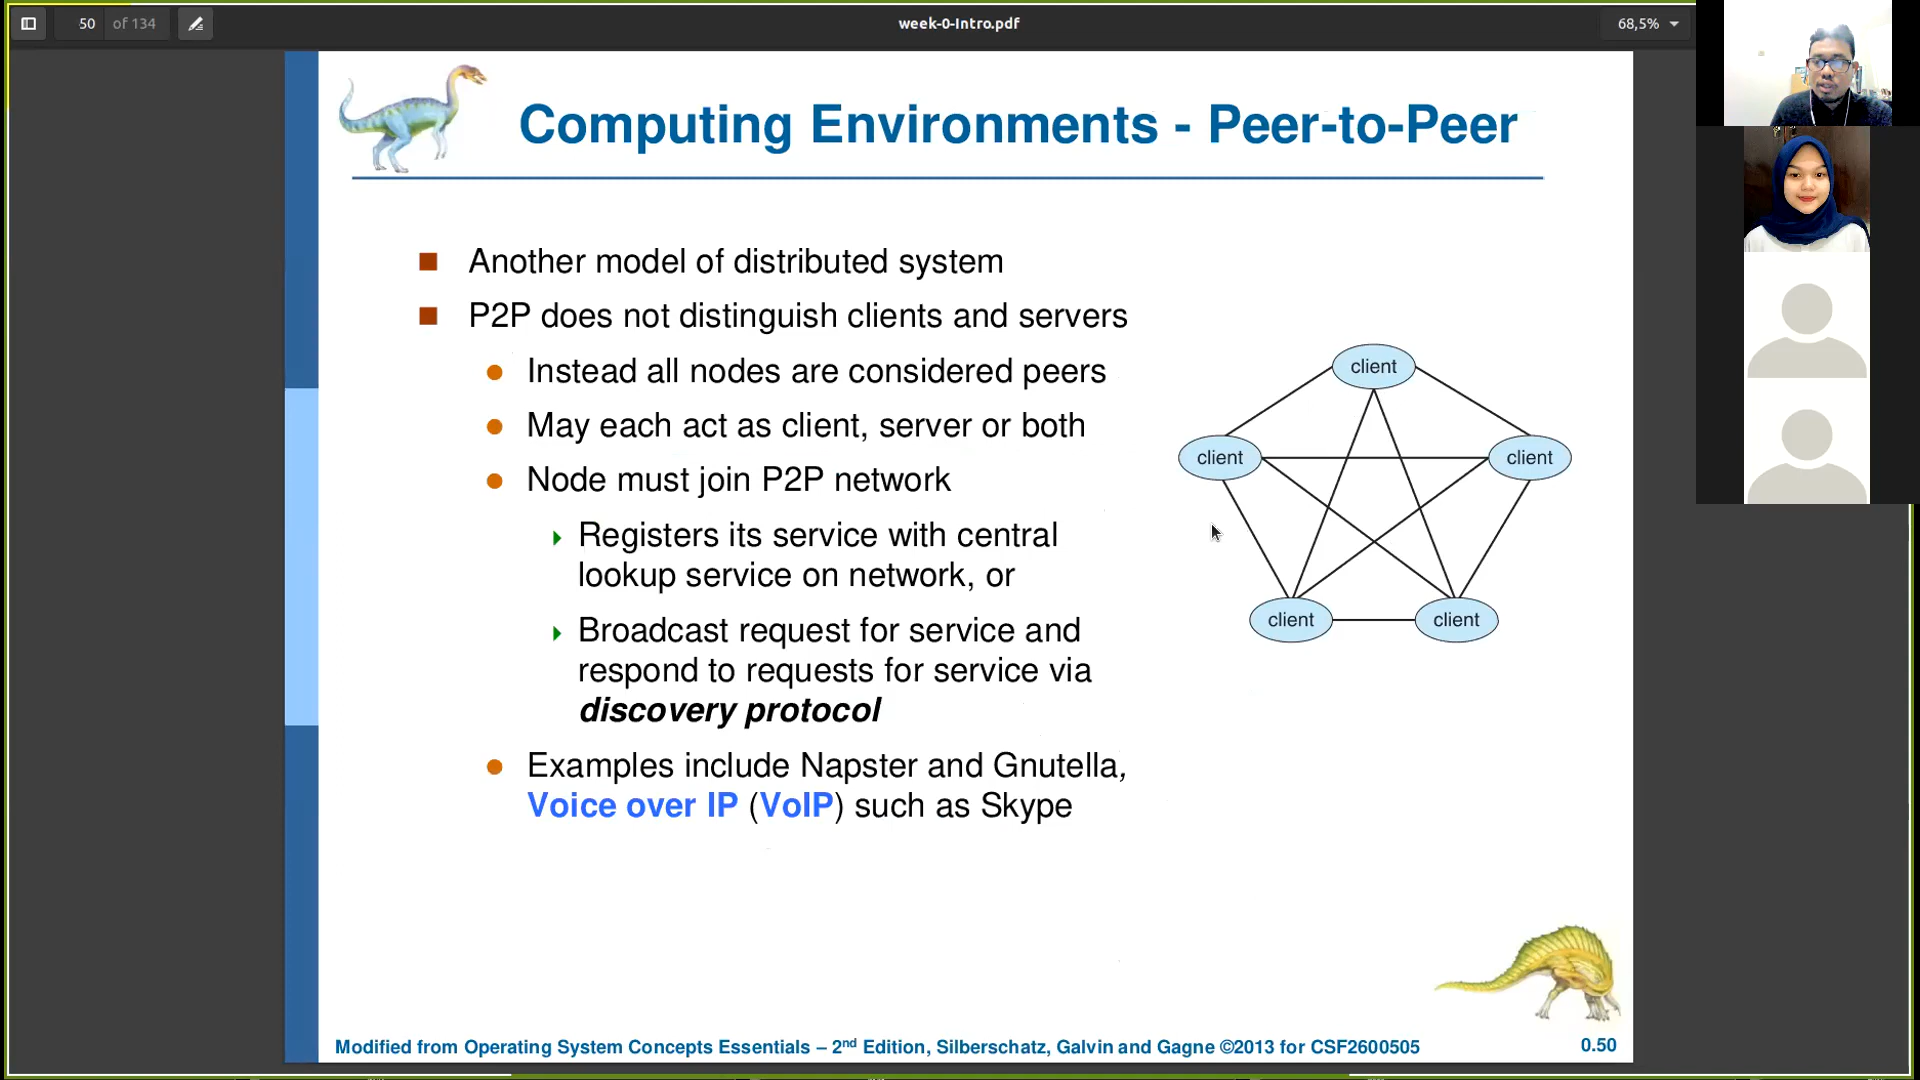 50 of 134
week-0-Intro.pdf
68,5%
Computing Environments - Peer-to-Peer
Another model of distributed system
P2P does not distinguish clients and servers
Instead all nodes are considered peers
May each act as client, server or both
Node must join P2P network
Registers its service with central
lookup service on network, or
Broadcast request for service and
respond to requests for service via
discovery protocol
Examples include Napster and Gnutella,
Voice over IP (VoIP) such as Skype
client
client
client
client
client
Modified from Operating System Concepts Essentials – 2nd Edition, Silberschatz, Galvin and Gagne ©2013 for CSF2600505
0.50